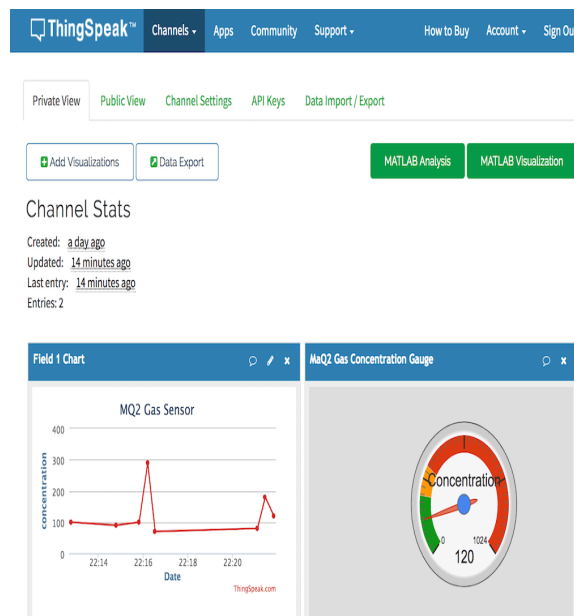 ThingSpeak™ Channels Apps Community Support How to Buy Account Sign Ou
Private View Public View Channel Settings API Keys Data Import / Export
Add Visualizations Data Export MATLAB Analysis MATLAB Visualization
Channel Stats
Created: a day ago
Updated: 14 minutes ago
Last entry: 14 minutes ago
Entries: 2
Field 1 Chart
MQ2 Gas Sensor
concentration
400
300
200
100
0
22:14 22:16 22:18 22:20
Date
ThingSpeak.com
MaQ2 Gas Concentration Gauge
Concentration
0 1024
120